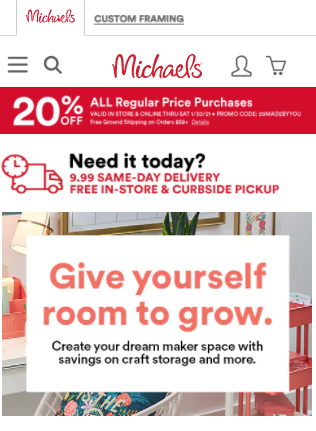 Michaels
CUSTOM FRAMING
Michaels
20% OFF
ALL Regular Price Purchases
VALID IN STORE & ONLINE THRU SAT 1/30/21 • PROMO CODE: 20MADEBYYOU
Free Ground Shipping on Orders $59+ Details
Need it today?
9.99 SAME-DAY DELIVERY
FREE IN-STORE & CURBSIDE PICKUP
Give yourself
room to grow.
Create your dream maker space with
savings on craft storage and more.